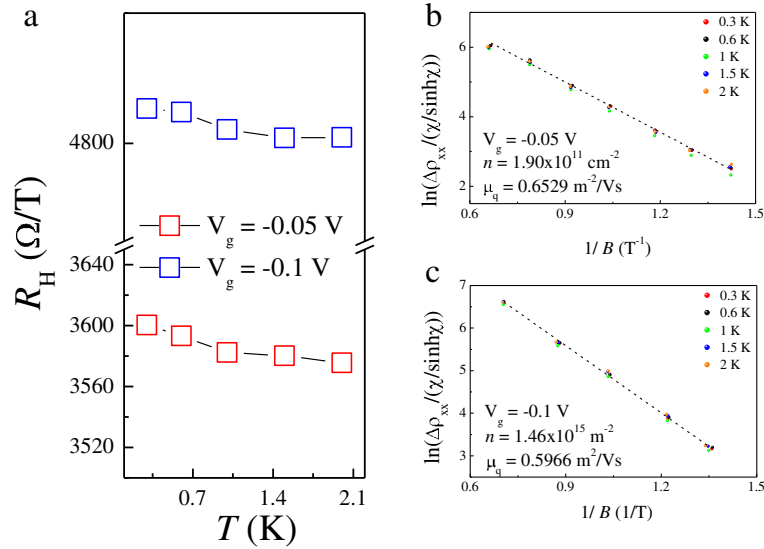 a
R_H (Ω/T)
4800
3640
3600
3560
3520
V_g = -0.05 V
V_g = -0.1 V
0.7 1.4 2.1
T (K)
b
ln(Δρ_xx/(χ/sinhχ))
6
5
4
3
2
0.3 K
0.6 K
1 K
1.5 K
2 K
V_g = -0.05 V
n = 1.90x10^11 cm^-2
μ_q = 0.6529 m^-2/Vs
0.6 0.9 1.2 1.5
1/ B (T^-1)
c
ln(Δρ_xx/(χ/sinhχ))
7
6
5
4
3
0.3 K
0.6 K
1 K
1.5 K
2 K
V_g = -0.1 V
n = 1.46x10^15 m^-2
μ_q = 0.5966 m^2/Vs
0.6 0.9 1.2 1.5
1/ B (1/T)